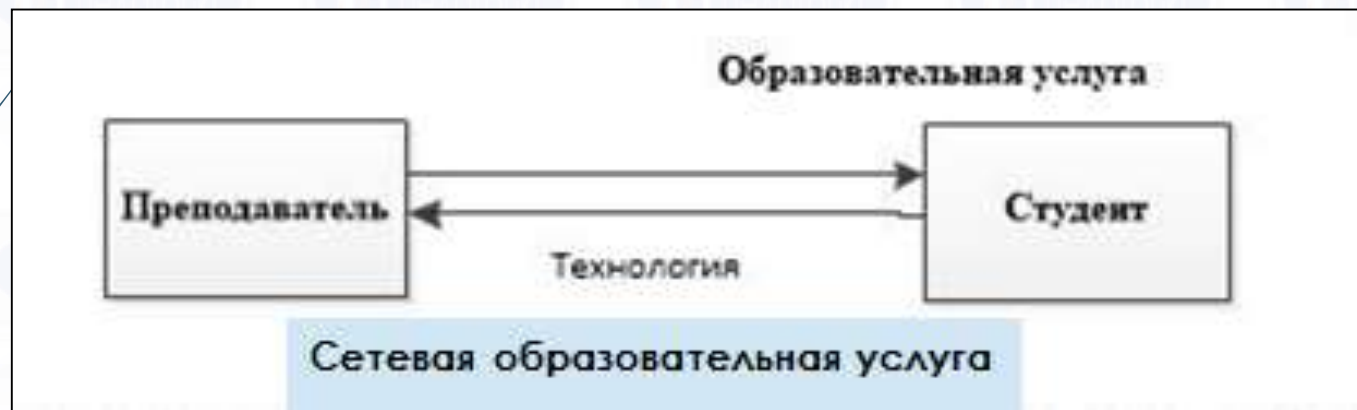 Образовательная услуга
Преподаватель
Студент
Технология
Сетевая образовательная услуга